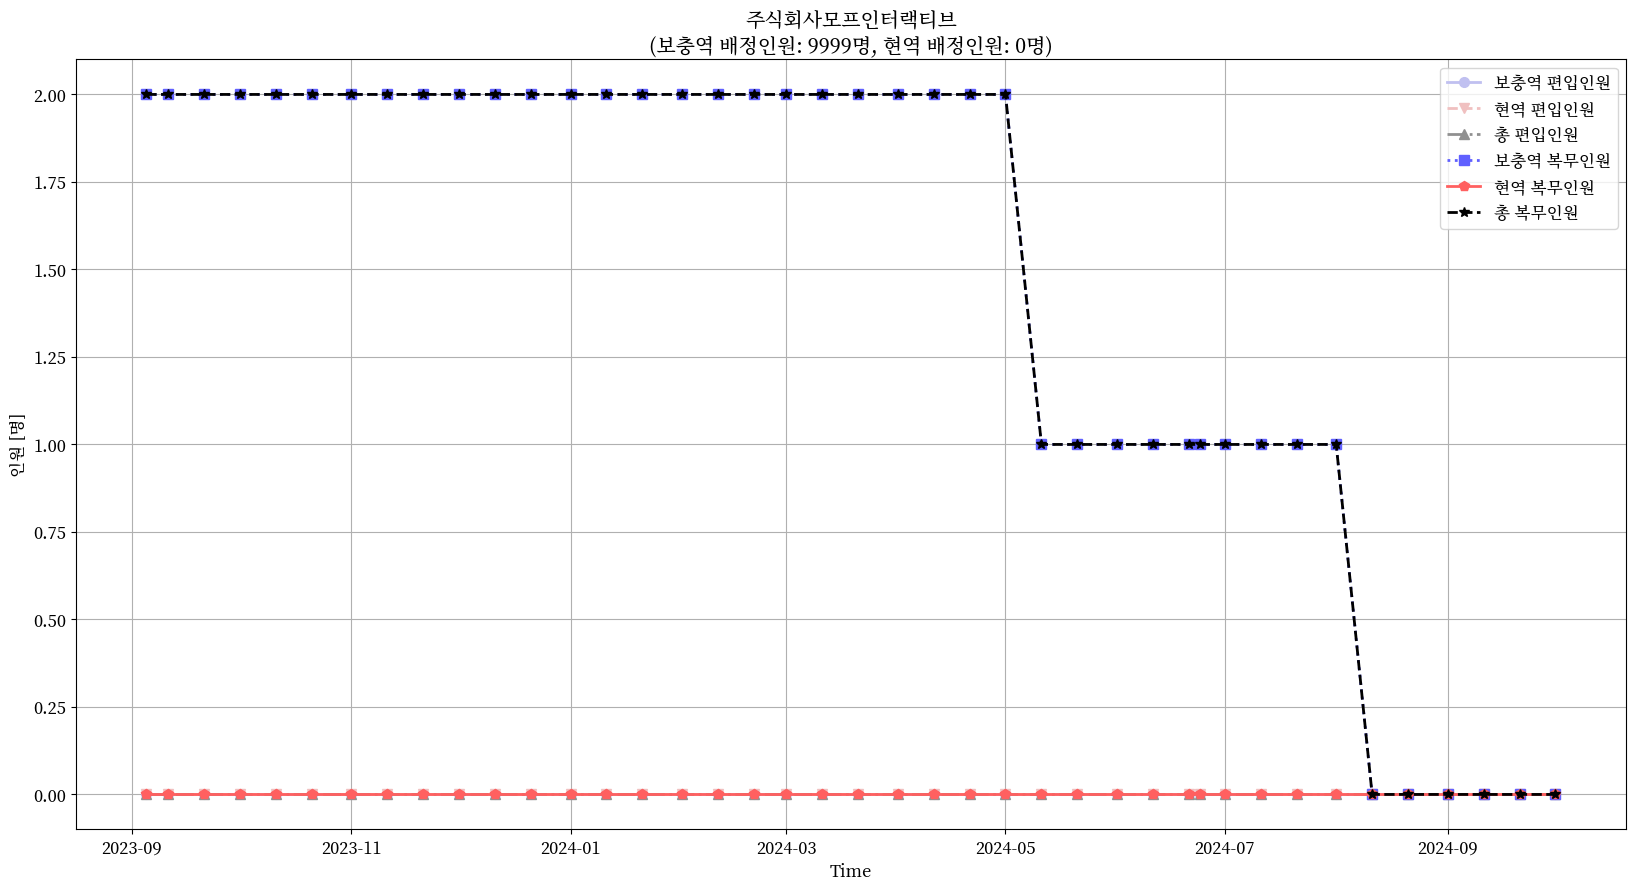 주식회사모프인터랙티브
(보충역 배정인원: 9999명, 현역 배정인원: 0명)
보충역 편입인원
현역 편입인원
총 편입인원
보충역 복무인원
현역 복무인원
총 복무인원
인원 [명]
2.00
1.75
1.50
1.25
1.00
0.75
0.50
0.25
0.00
2023-09
2023-11
2024-01
2024-03
2024-05
2024-07
2024-09
Time